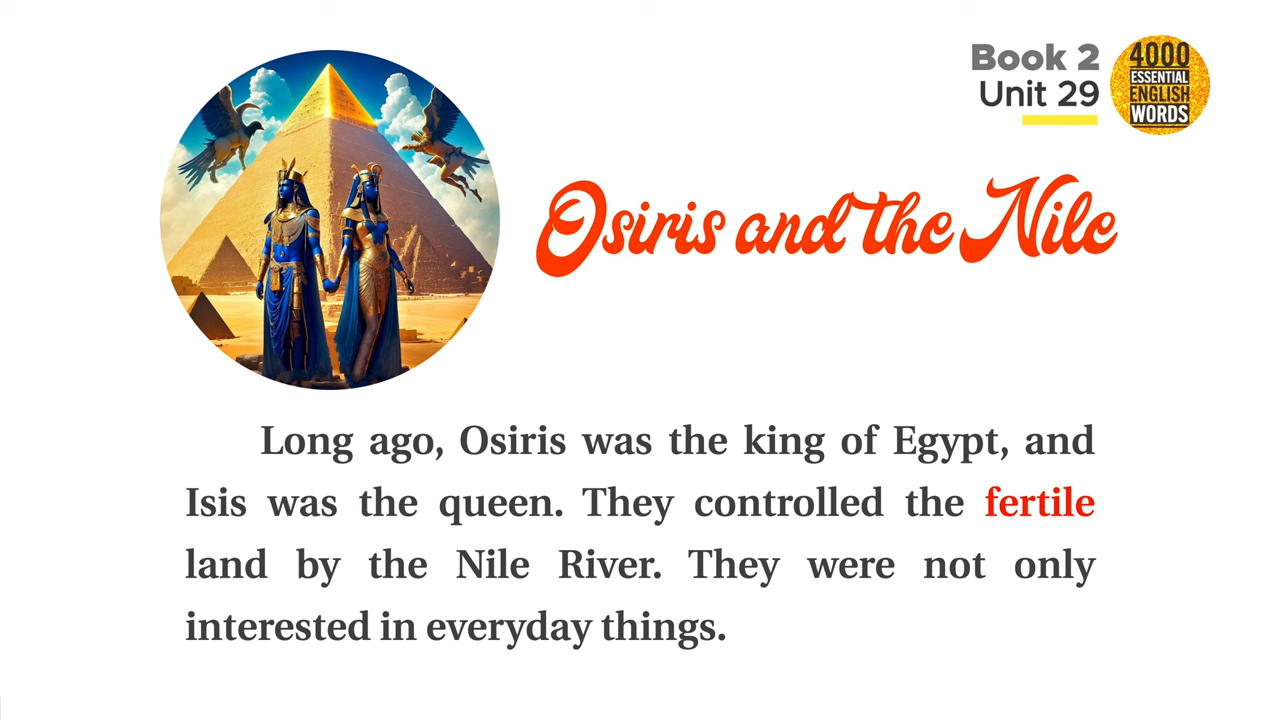 Book 2
Unit 29
4000
ESSENTIAL
ENGLISH
WORDS
Osiris and the Nile
Long ago, Osiris was the king of Egypt, and
Isis was the queen. They controlled the fertile
land by the Nile River. They were not only
interested in everyday things.